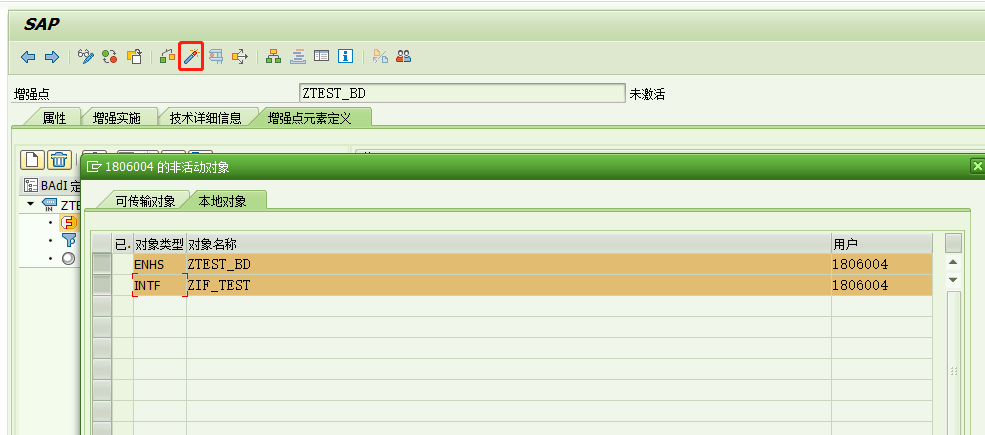 SAP
增强点 ZTEST_BD 未激活
属性 增强实施 技术详细信息 增强点元素定义
1806004 的非活动对象
BAdI 定
可传输对象 本地对象
ZTE
IN
已. 对象类型 对象名称 用户
ENHS ZTEST_BD 1806004
INTF ZIF_TEST 1806004